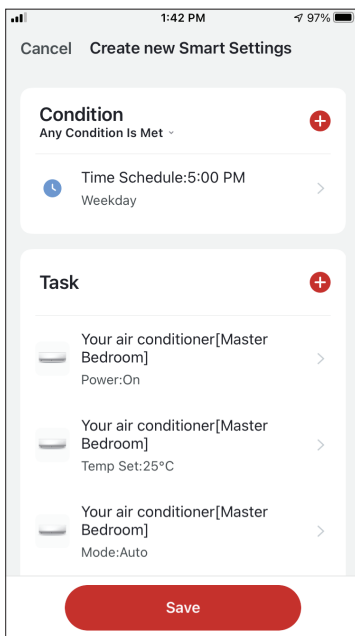 1:42 PM
97%
Cancel
Create new Smart Settings
Condition
Any Condition Is Met
Time Schedule:5:00 PM
Weekday
Task
Your air conditioner[Master
Bedroom]
Power:On
Your air conditioner[Master
Bedroom]
Temp Set:25°C
Your air conditioner[Master
Bedroom]
Mode:Auto
Save